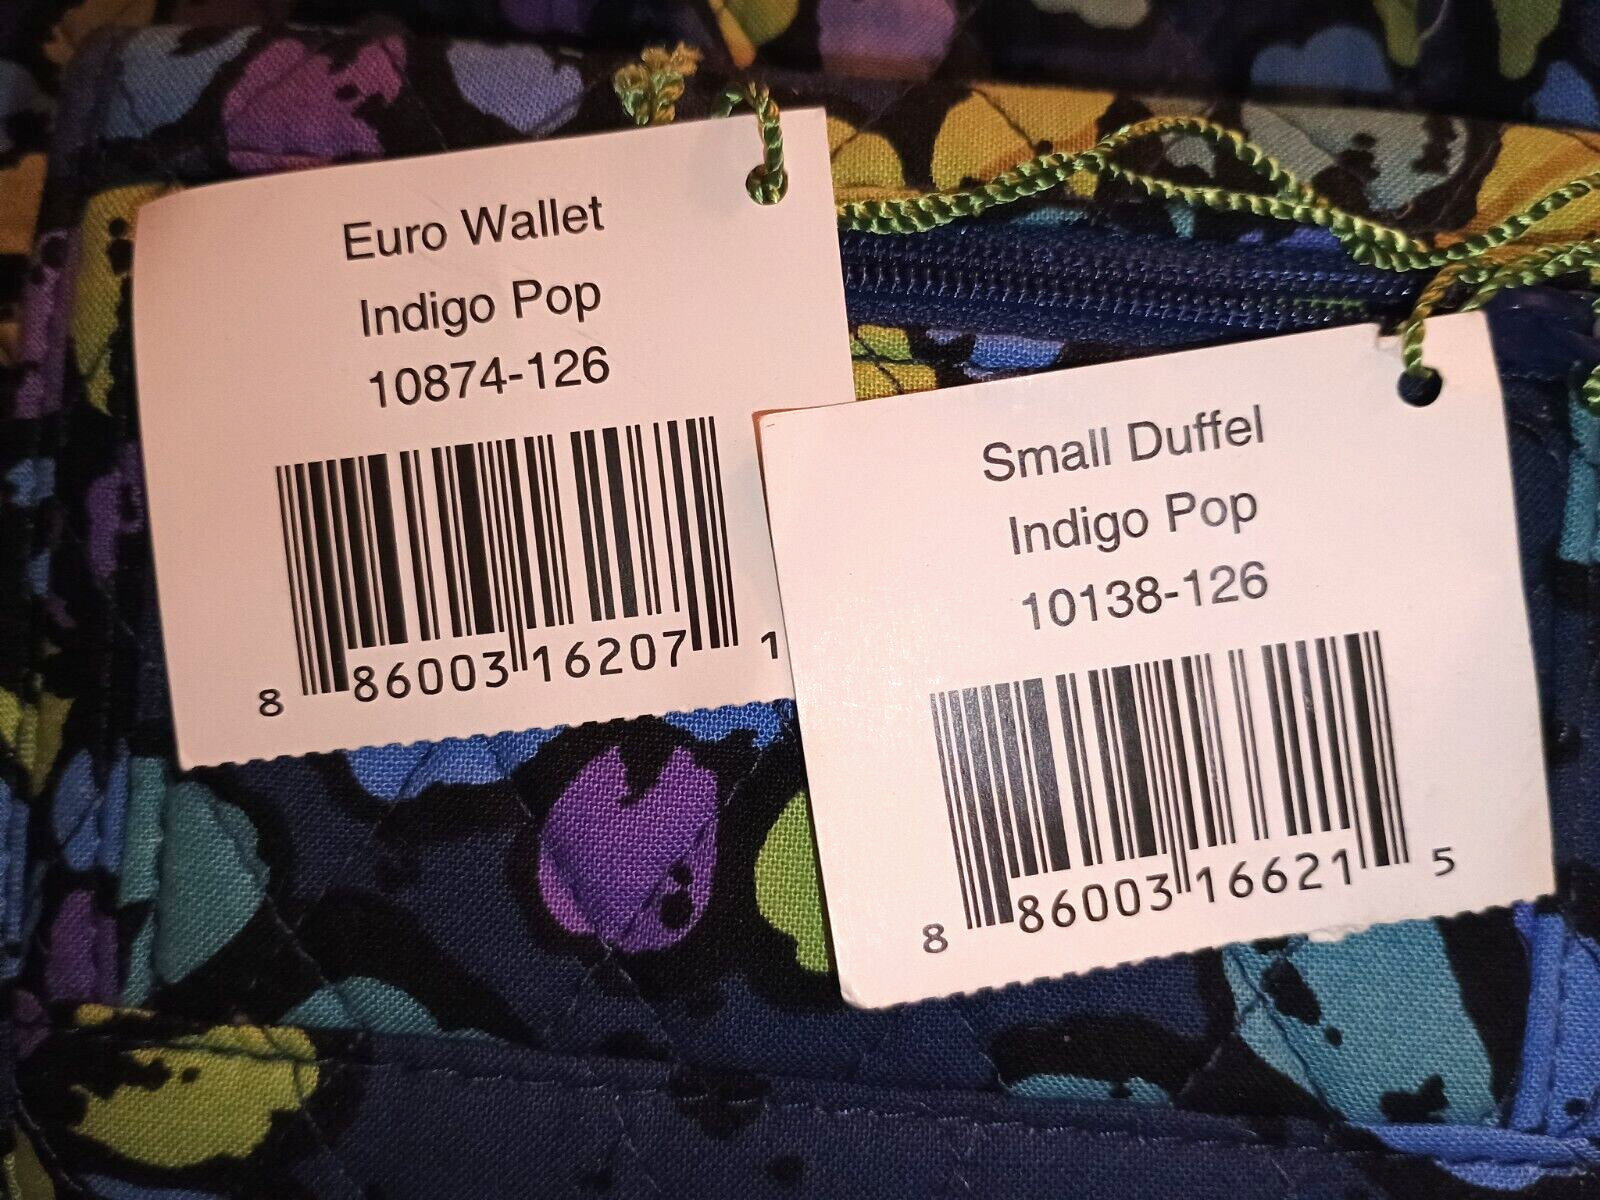 Euro Wallet
Indigo Pop
10874-126
8 86003 16207 1
Small Duffel
Indigo Pop
10138-126
8 86003 16621 5